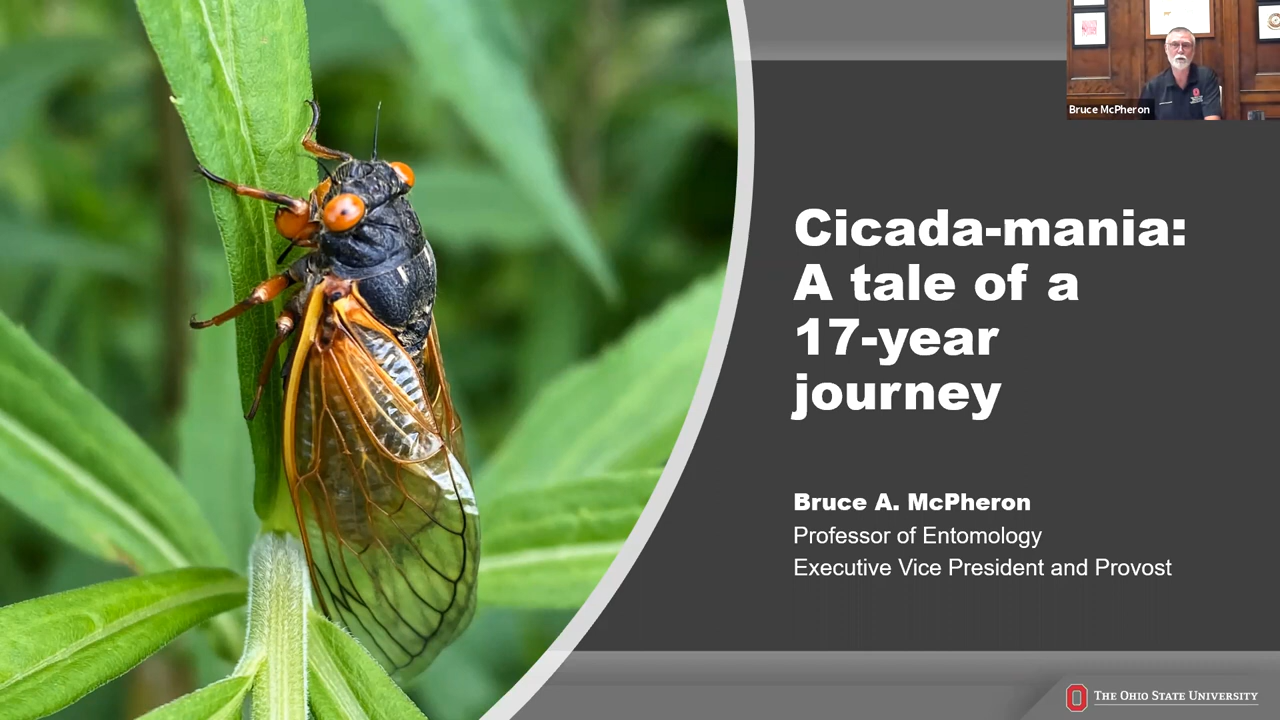 Bruce McPheron
Cicada-mania:
A tale of a
17-year
journey
Bruce A. McPheron
Professor of Entomology
Executive Vice President and Provost
THE OHIO STATE UNIVERSITY